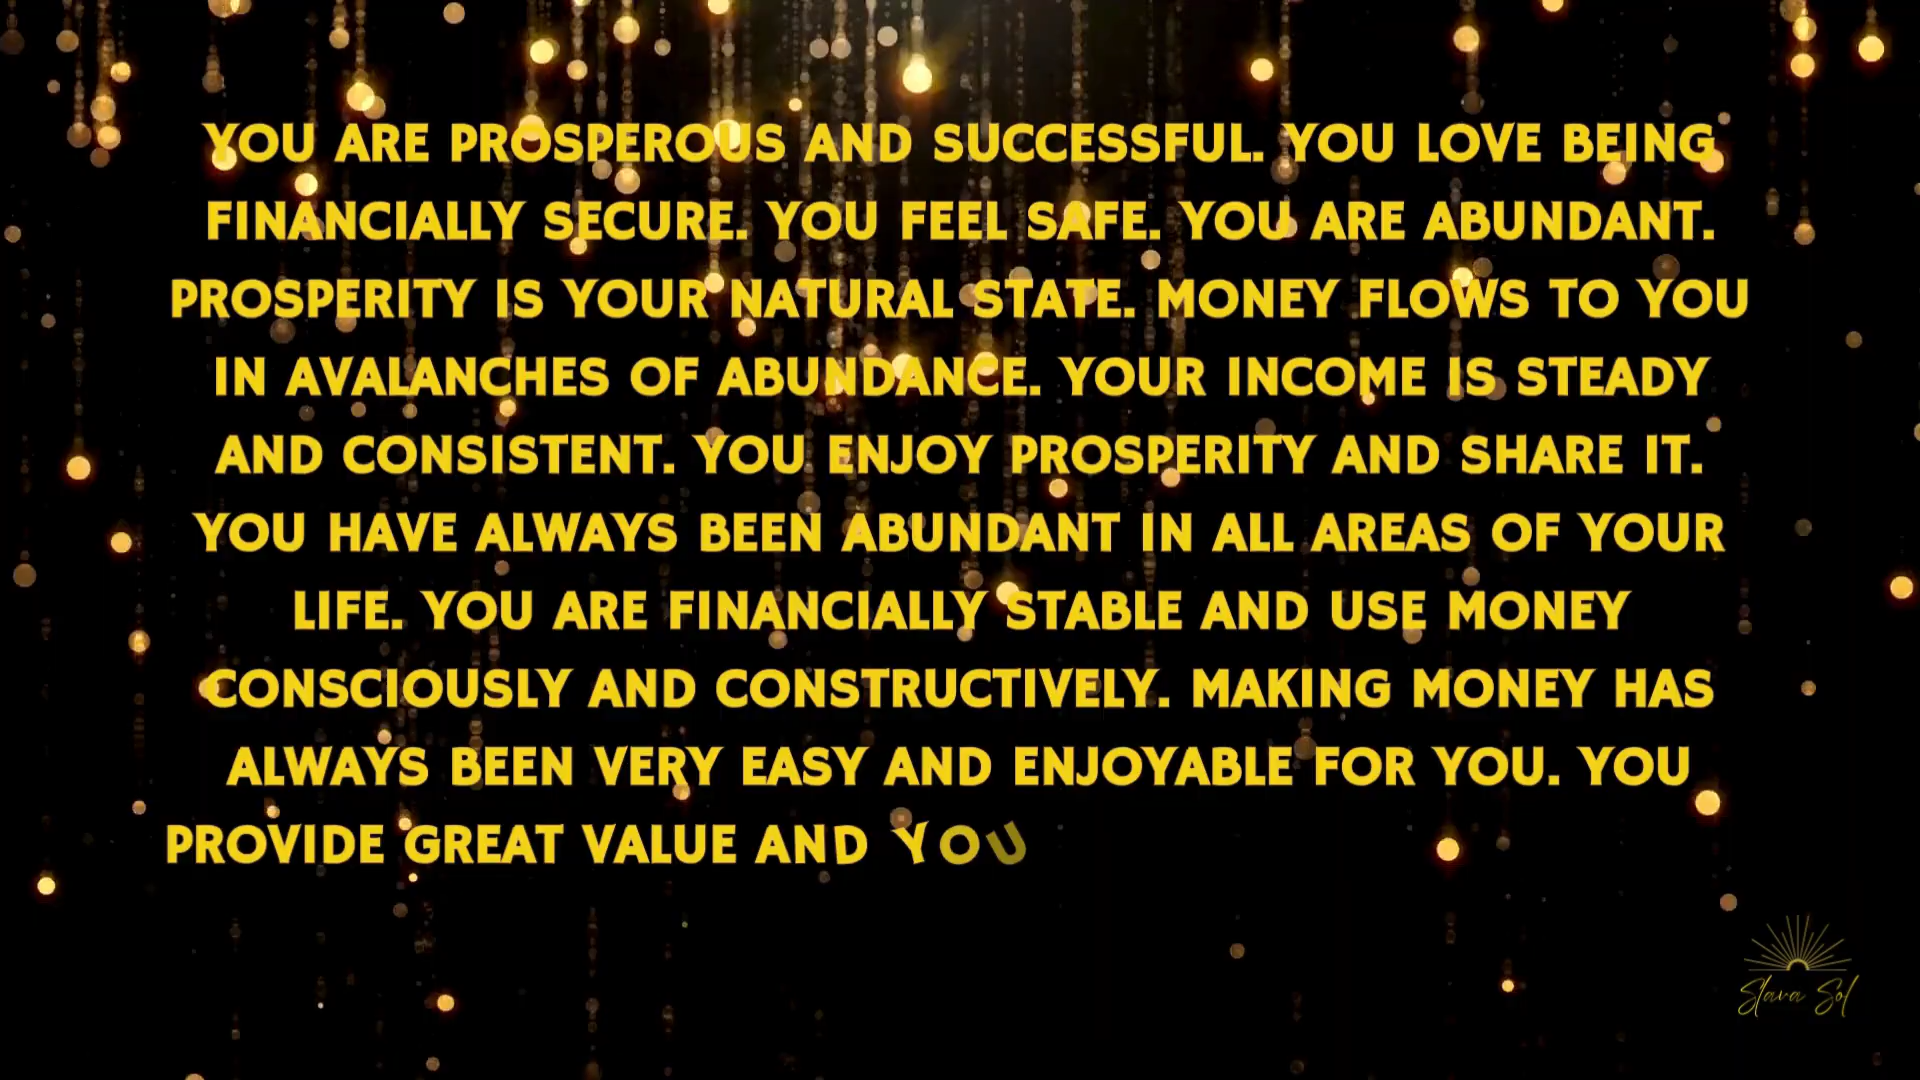 YOU ARE PROSPEROUS AND SUCCESSFUL. YOU LOVE BEING
FINANCIALLY SECURE. YOU FEEL SAFE. YOU ARE ABUNDANT.
PROSPERITY IS YOUR NATURAL STATE. MONEY FLOWS TO YOU
IN AVALANCHES OF ABUNDANCE. YOUR INCOME IS STEADY
AND CONSISTENT. YOU ENJOY PROSPERITY AND SHARE IT.
YOU HAVE ALWAYS BEEN ABUNDANT IN ALL AREAS OF YOUR
LIFE. YOU ARE FINANCIALLY STABLE AND USE MONEY
CONSCIOUSLY AND CONSTRUCTIVELY. MAKING MONEY HAS
ALWAYS BEEN VERY EASY AND ENJOYABLE FOR YOU. YOU
PROVIDE GREAT VALUE AND YOU
Slava Sol